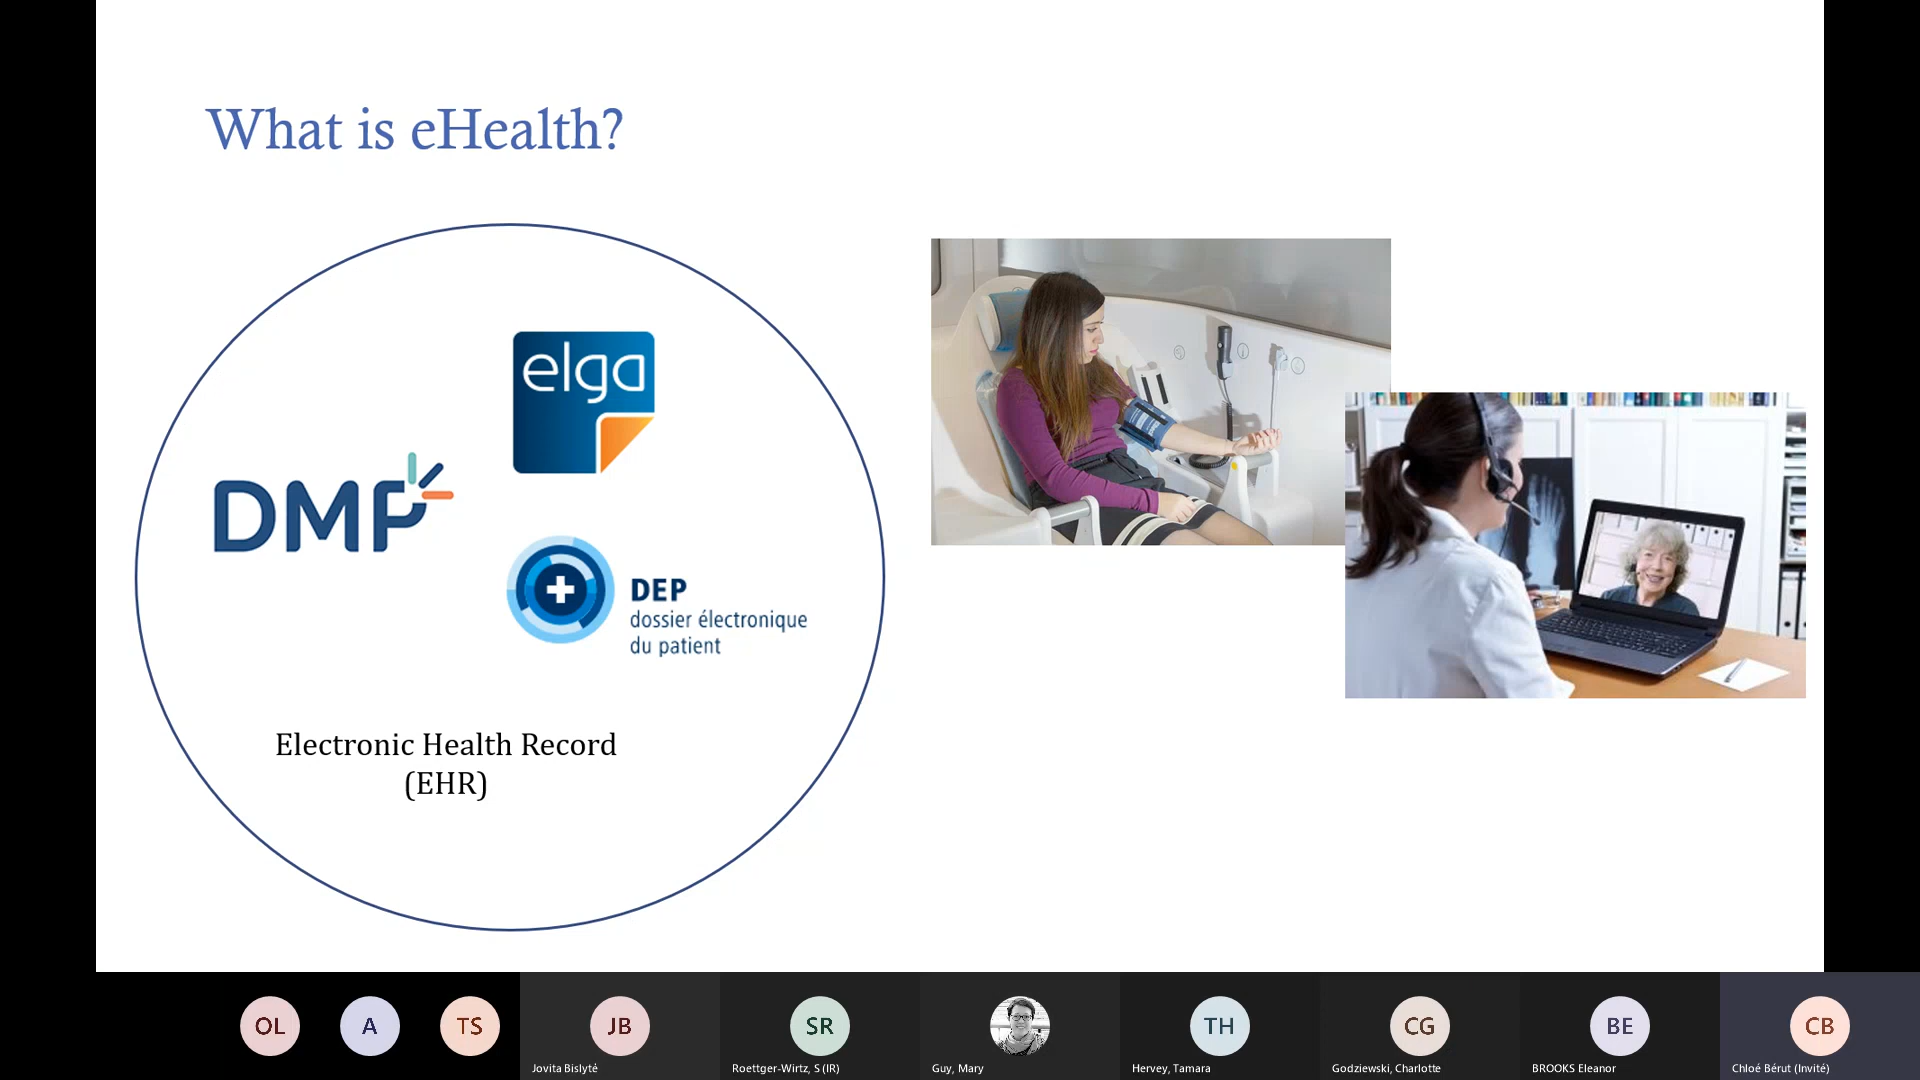 What is eHealth?
elga
DMP
DEP
dossier électronique
du patient
Electronic Health Record
(EHR)
OL
A
TS
JB
Jovita Bislytė
SR
Roettger-Wirtz, S (IR)
Guy, Mary
TH
Hervey, Tamara
CG
Godziewski, Charlotte
BE
BROOKS Eleanor
CB
Chloé Bérut (Invité)